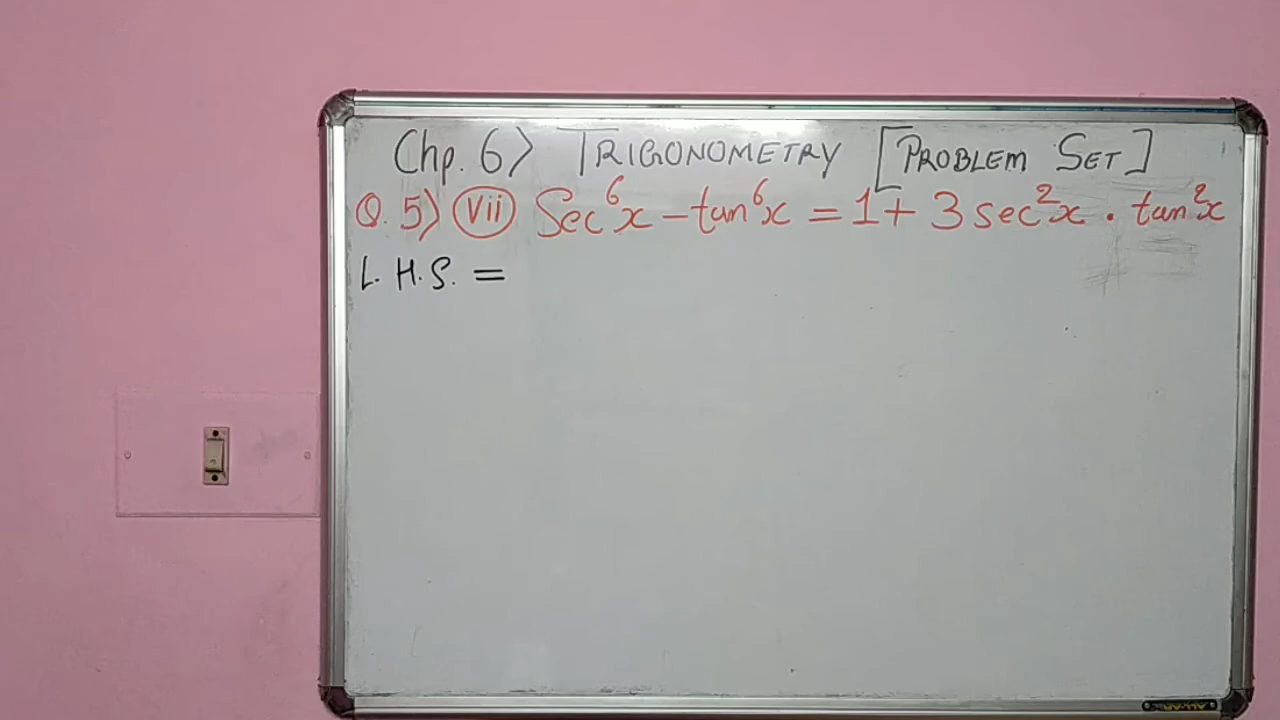 Chp. 6> TRIGONOMETRY [PROBLEM SET]
Q. 5) (vii) Sec⁶x - tan⁶x = 1 + 3 sec²x · tan²x
L. H. S. =